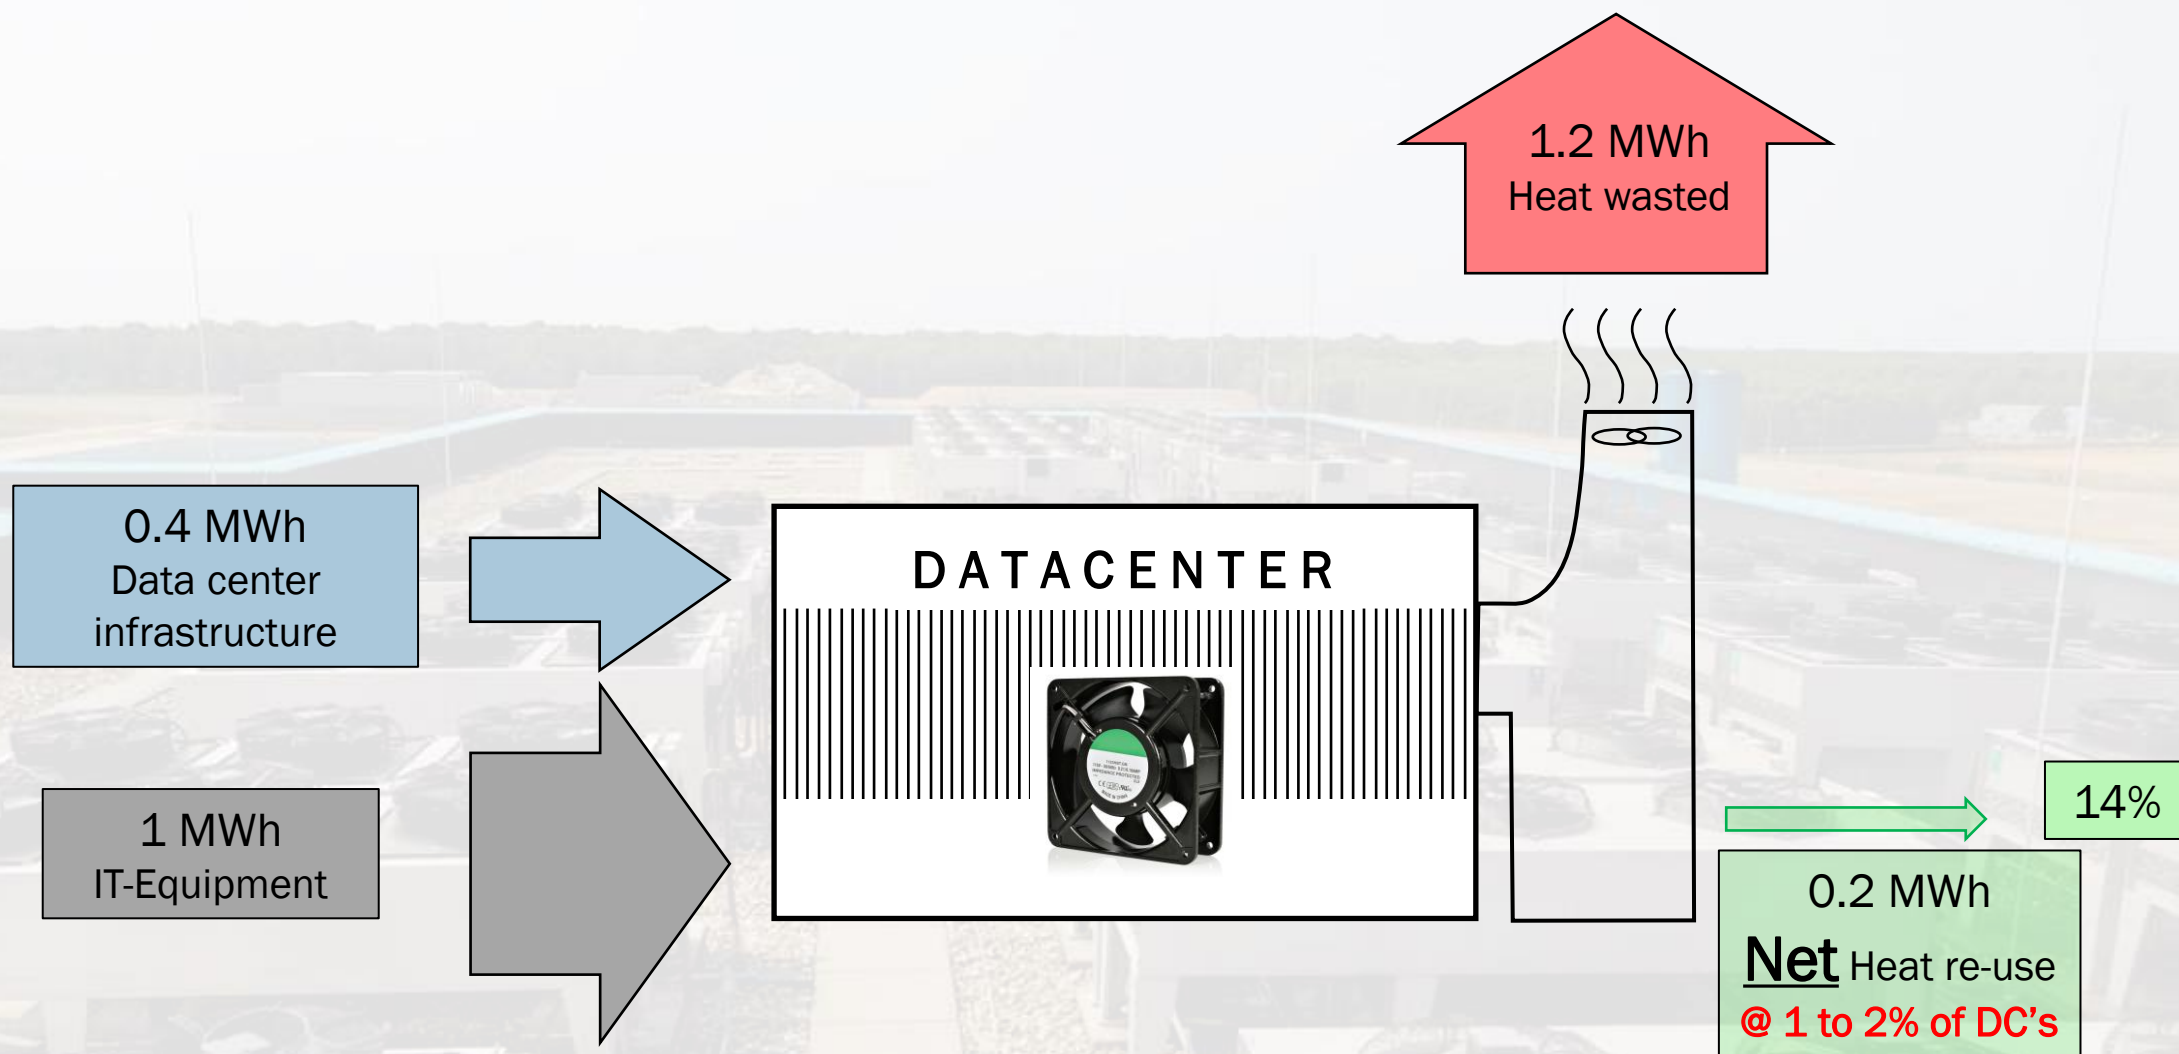 1.2 MWh
Heat wasted
0.4 MWh
Data center
infrastructure
DATACENTER
1 MWh
IT-Equipment
14%
0.2 MWh
Net Heat re-use
@ 1 to 2% of DC's